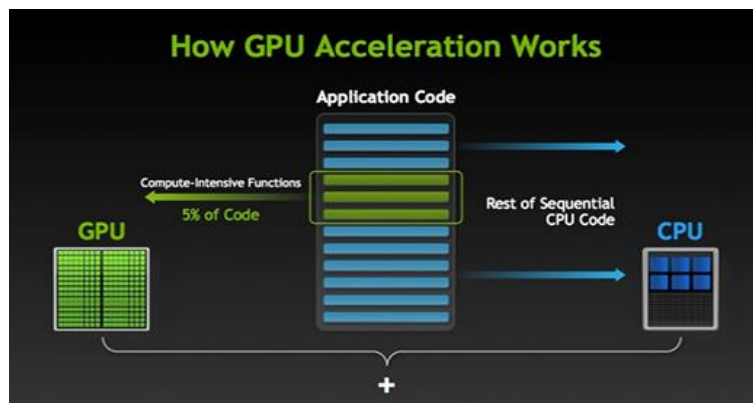 How GPU Acceleration Works
Application Code
Compute-Intensive Functions
5% of Code
GPU
Rest of Sequential
CPU Code
CPU
+